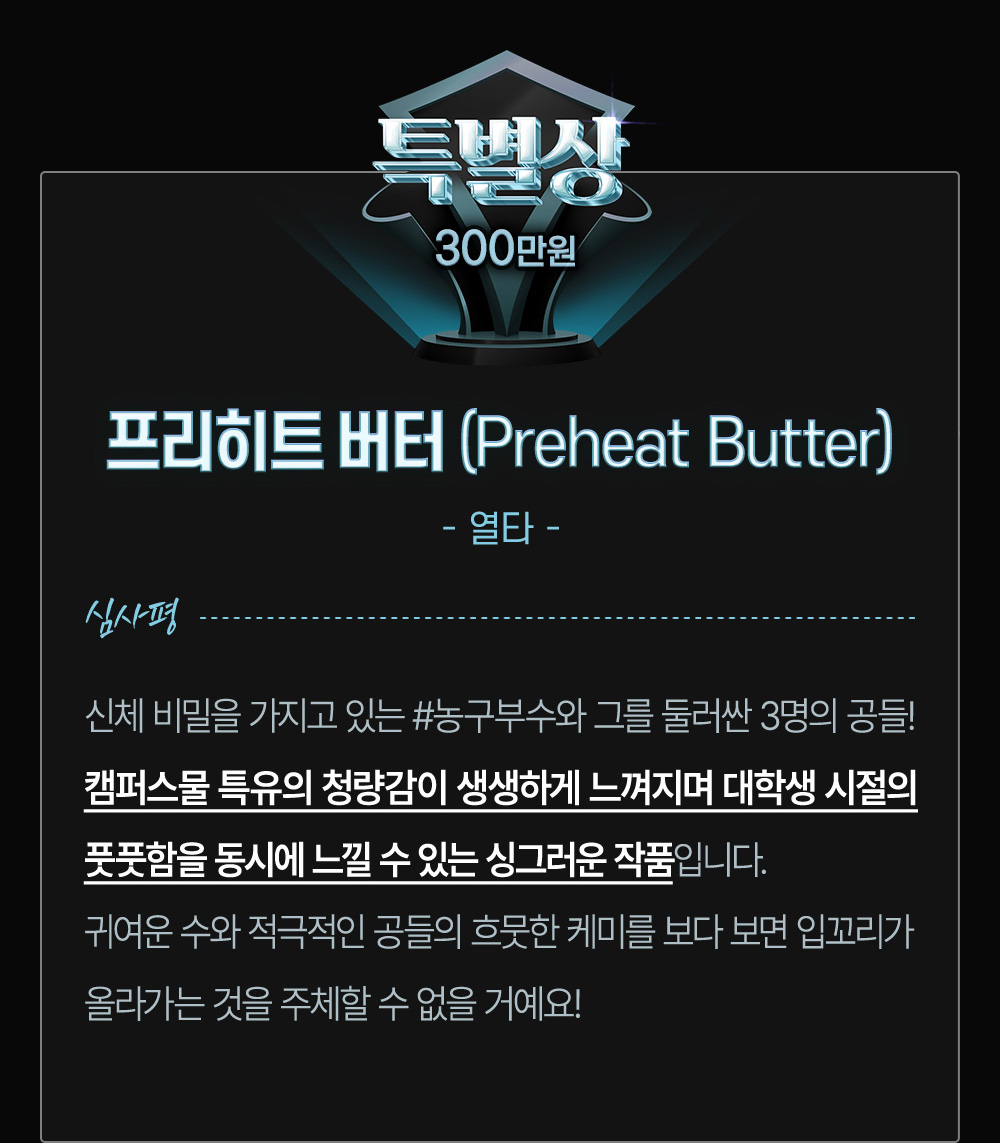 특별상
300만원
프리히트 버터 (Preheat Butter)
- 열타 -
심사평
신체 비밀을 가지고 있는 #농구부수와 그를 둘러싼 3명의 공들!
캠퍼스물 특유의 청량감이 생생하게 느껴지며 대학생 시절의
풋풋함을 동시에 느낄 수 있는 싱그러운 작품입니다.
귀여운 수와 적극적인 공들의 흐뭇한 케미를 보다 보면 입꼬리가
올라가는 것을 주체할 수 없을 거예요!